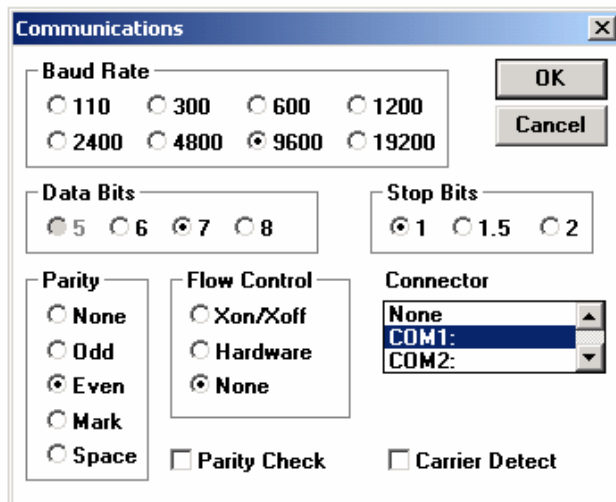 Communications
Baud Rate
110 300 600 1200
2400 4800 9600 19200
OK
Cancel
Data Bits
5 6 7 8
Stop Bits
1 1.5 2
Parity
None
Odd
Even
Mark
Space
Flow Control
Xon/Xoff
Hardware
None
Connector
None
COM1:
COM2:
Parity Check
Carrier Detect